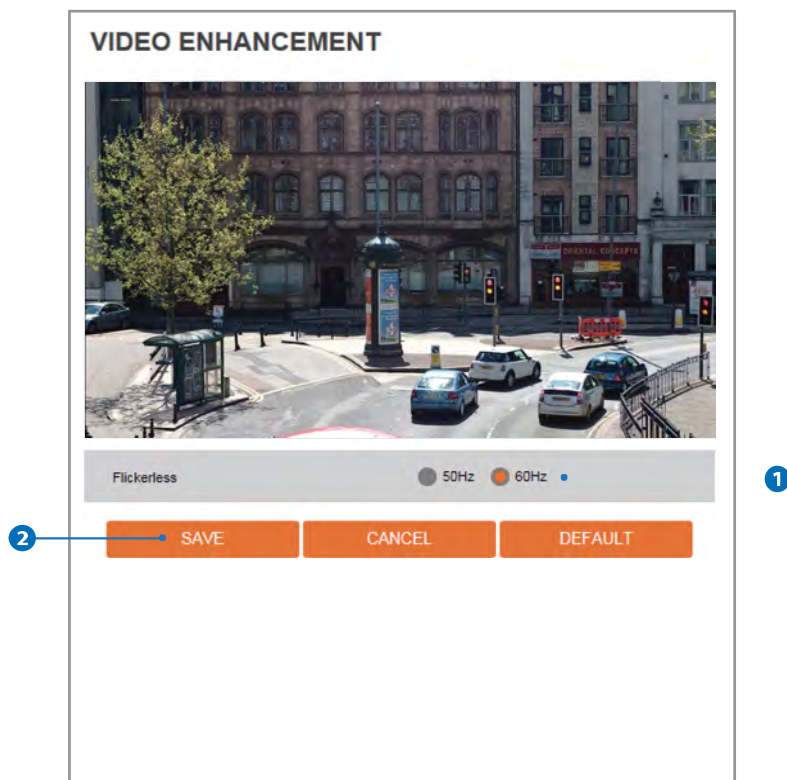 VIDEO ENHANCEMENT
ORIENTAL CONCEPTS
Flickerless 50Hz 60Hz
1
2
SAVE CANCEL DEFAULT